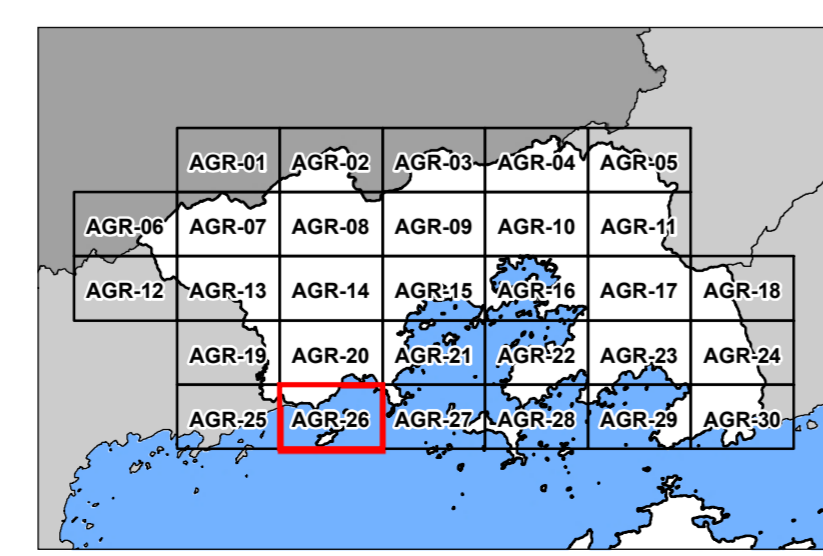 AGR-01 AGR-02 AGR-03 AGR-04 AGR-05
AGR-06 AGR-07 AGR-08 AGR-09 AGR-10 AGR-11
AGR-12 AGR-13 AGR-14 AGR-15 AGR-16 AGR-17 AGR-18
AGR-19 AGR-20 AGR-21 AGR-22 AGR-23 AGR-24
AGR-25 AGR-26 AGR-27 AGR-28 AGR-29 AGR-30